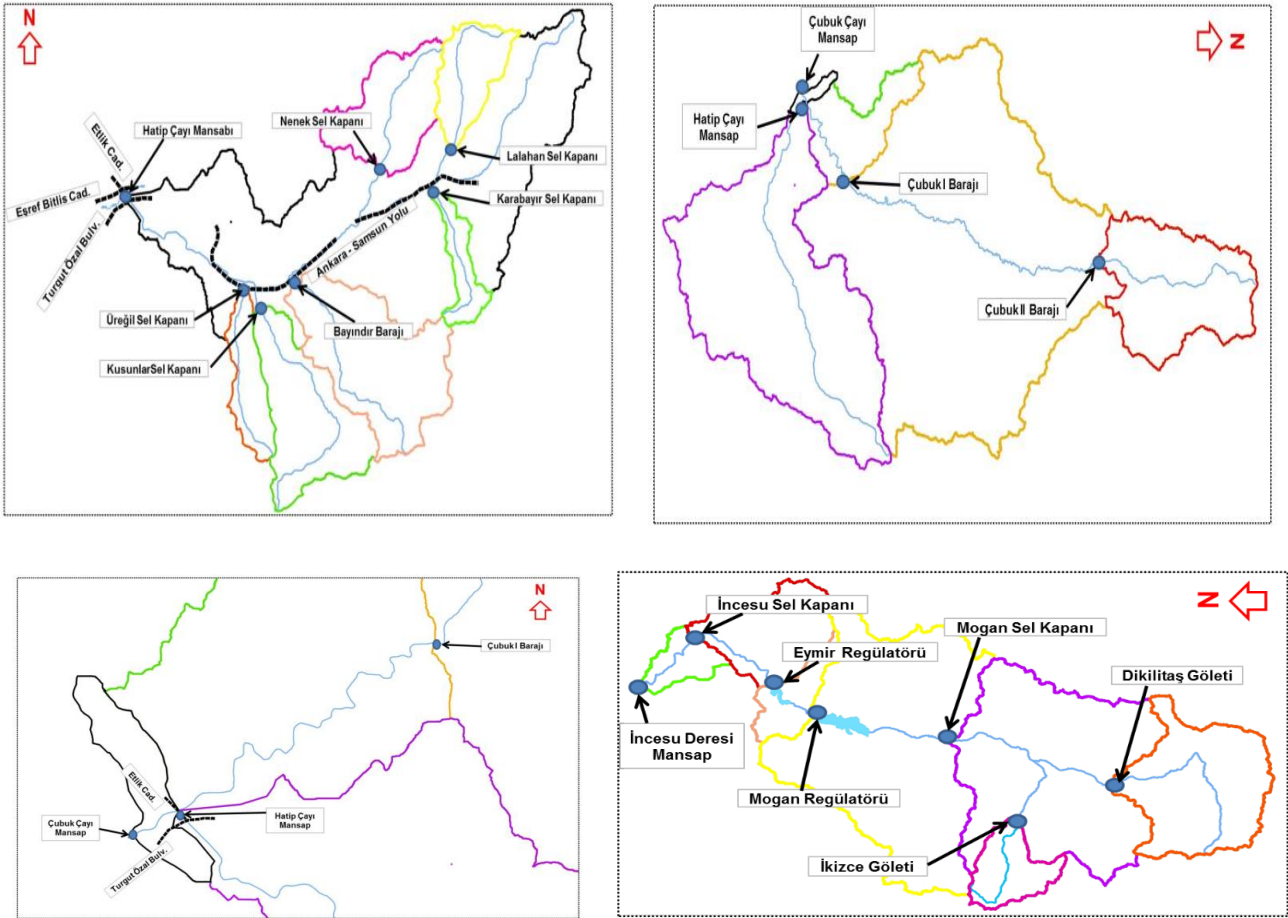 N
Etlik Cad.
Hatip Çayı Mansabı
Nenek Sel Kapanı
Lalahan Sel Kapanı
Eşref Bitlis Cad.
Karabayır Sel Kapanı
Turgut Özal Bulv.
Ankara - Samsun Yolu
Üreğil Sel Kapanı
Bayındır Barajı
KusunlarSel Kapanı
Çubuk Çayı
Mansap
N
Hatip Çayı
Mansap
Çubuk I Barajı
Çubuk II Barajı
N
Çubuk I Barajı
Etlik Cad.
Çubuk Çayı
Mansap
Hatip Çayı
Mansap
Turgut Özal Bulv.
N
İncesu Sel Kapanı
Mogan Sel Kapanı
Eymir Regülatörü
Dikilitaş Göleti
İncesu Deresi
Mansap
Mogan Regülatörü
İkizce Göleti